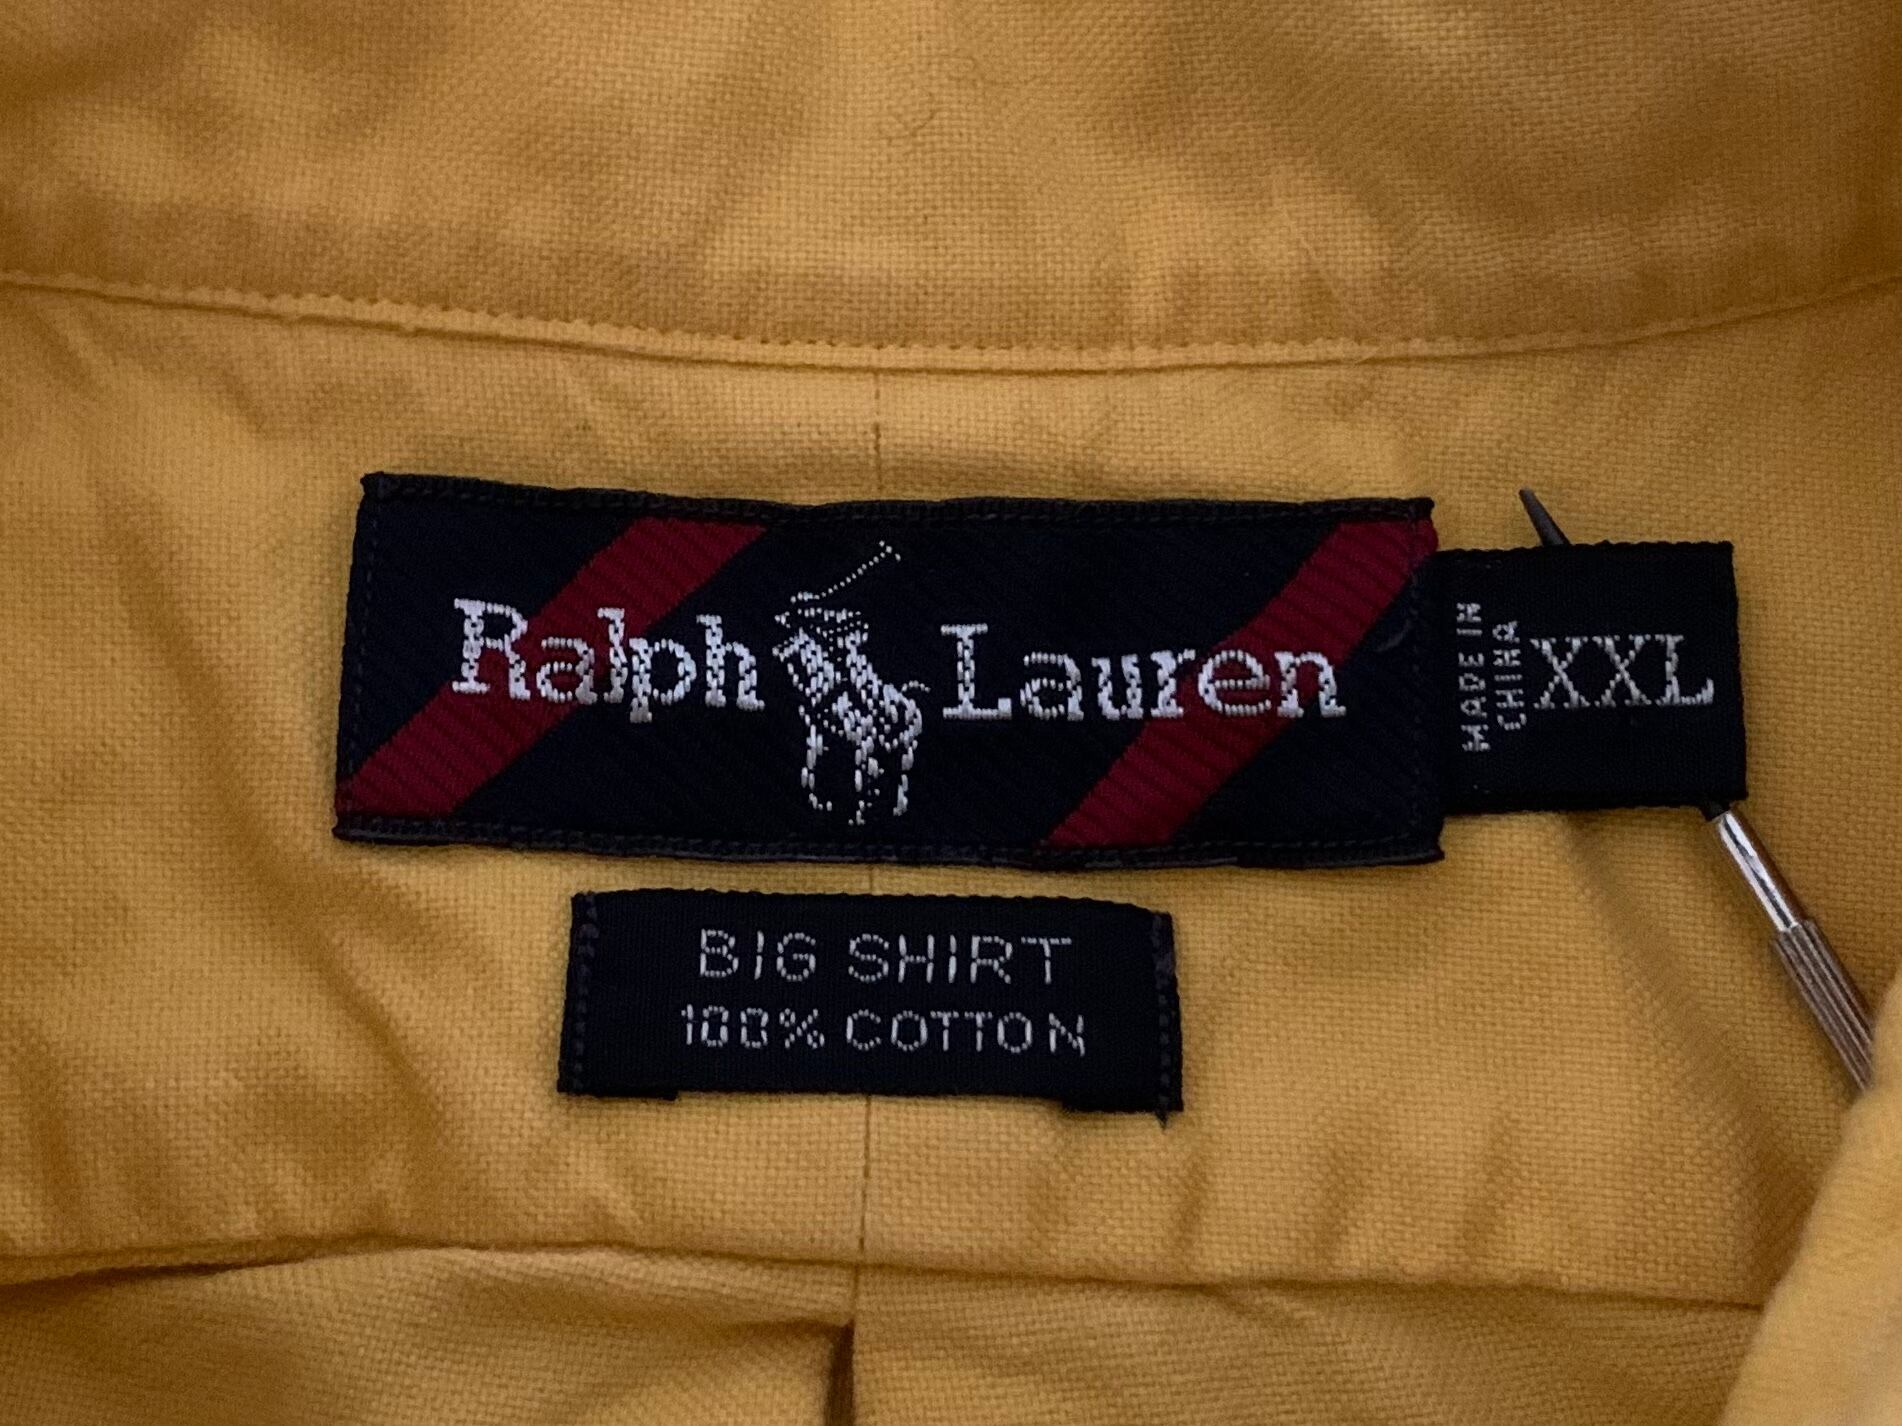 Ralph Lauren
MADE IN
CHINA
XXL
BIG SHIRT
100% COTTON